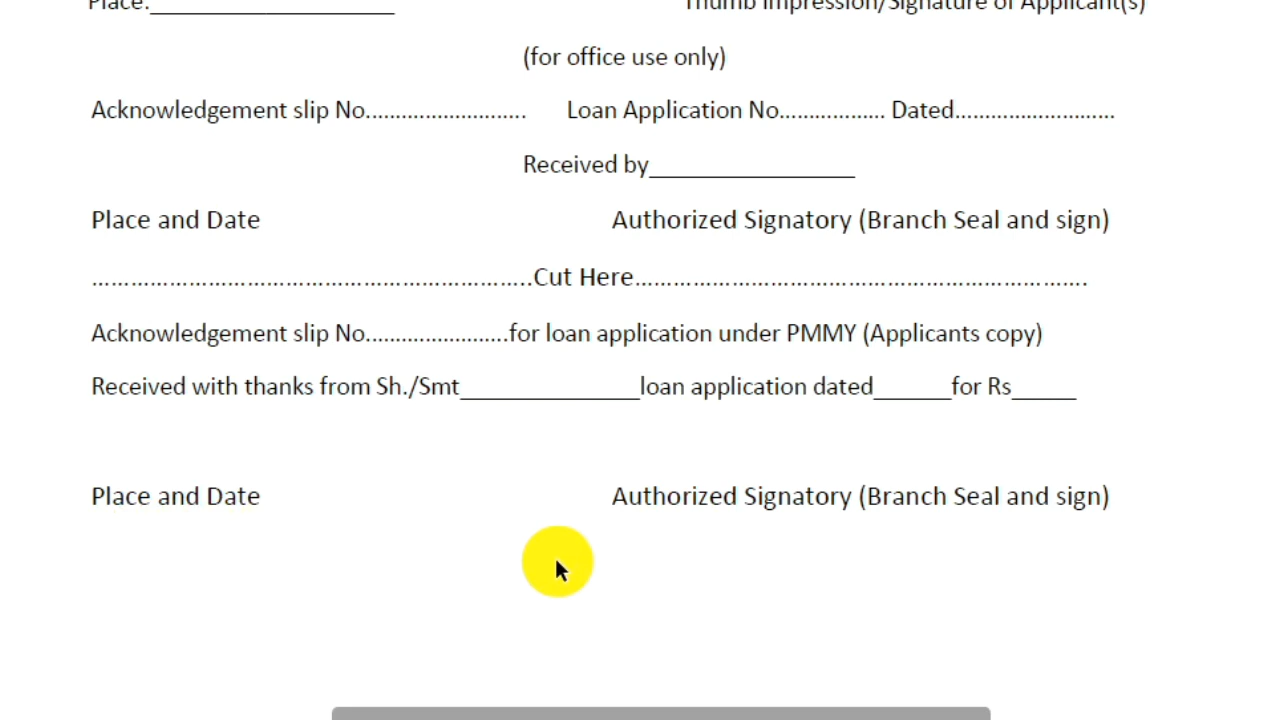 Place:____________________ Thumb Impression/Signature of Applicant(s)
(for office use only)
Acknowledgement slip No........................... Loan Application No.................. Dated...........................
Received by________________
Place and Date Authorized Signatory (Branch Seal and sign)
……………………………………………………………..Cut Here…………………………………………………………….
Acknowledgement slip No........................for loan application under PMMY (Applicants copy)
Received with thanks from Sh./Smt______________loan application dated______for Rs_____
Place and Date Authorized Signatory (Branch Seal and sign)